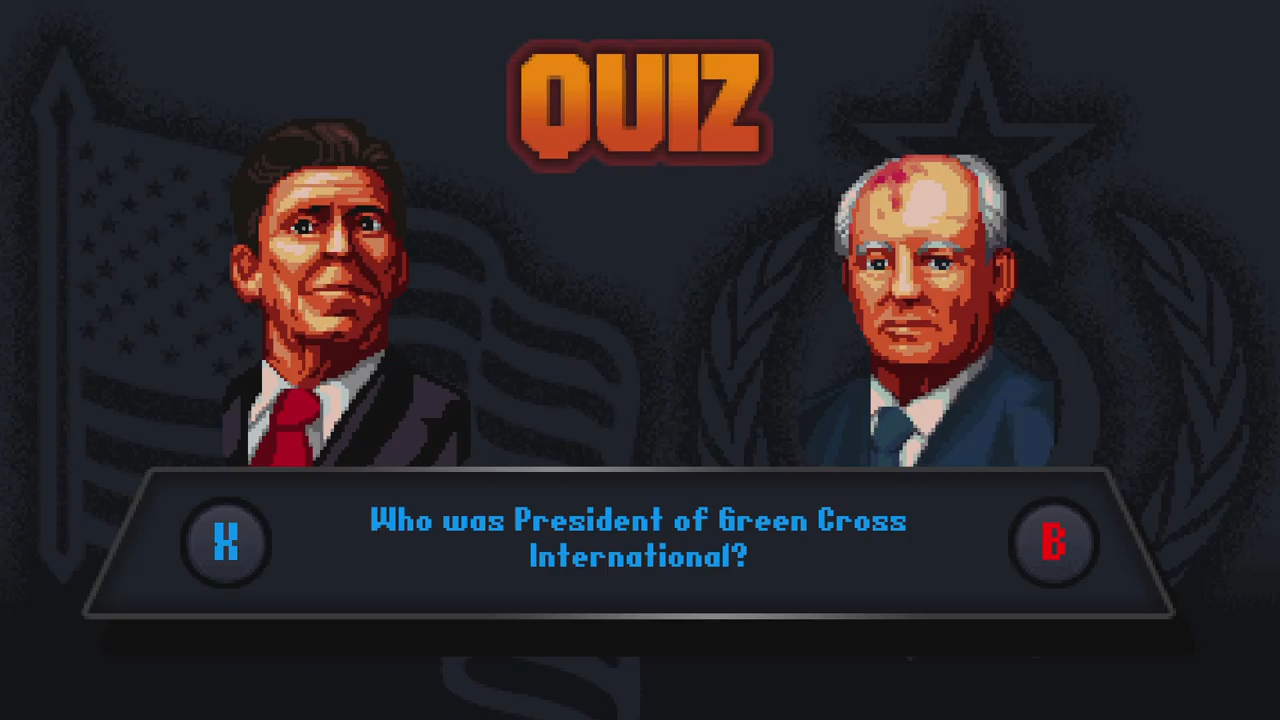 QUIZ
X
Who was President of Green Cross
International?
B